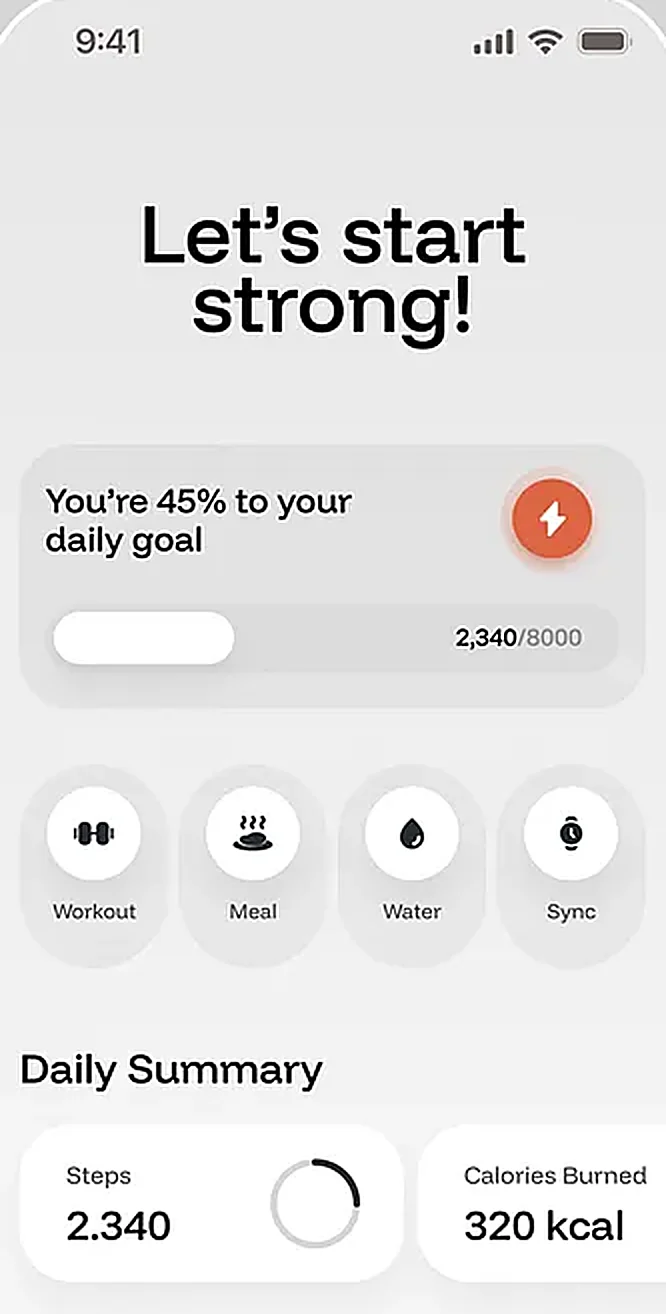 9:41
Let’s start
strong!
You’re 45% to your
daily goal
2,340/8000
Workout
Meal
Water
Sync
Daily Summary
Steps
2.340
Calories Burned
320 kcal